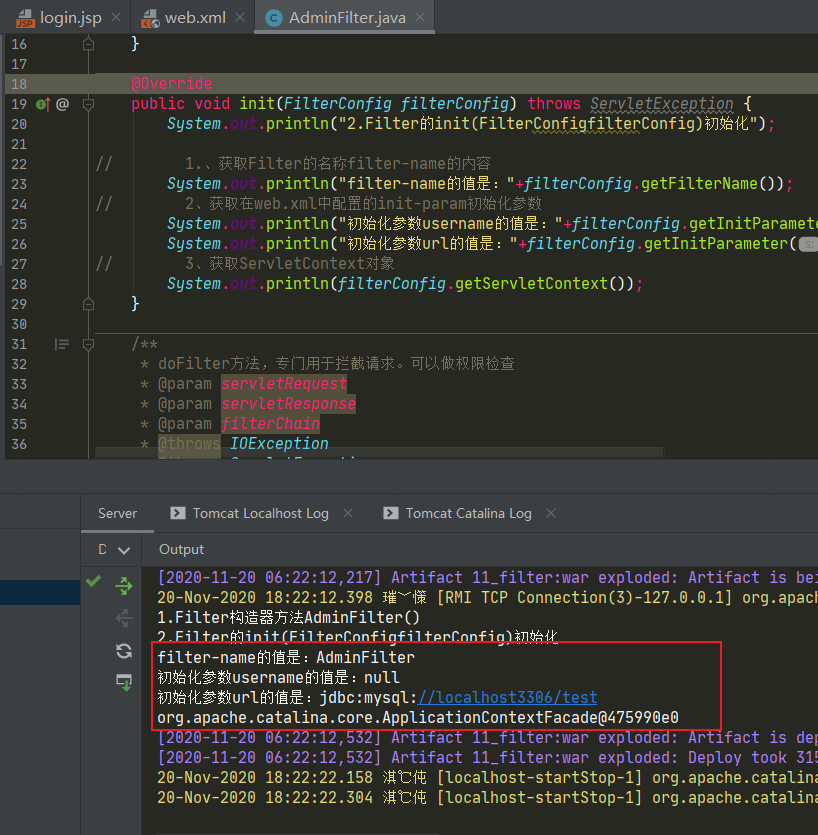 login.jsp web.xml AdminFilter.java
16 }
17
18 @Override
19 public void init(FilterConfig filterConfig) throws ServletException {
20 System.out.println("2.Filter的init(FilterConfigfilterConfig)初始化");
21
22 // 1.、获取Filter的名称filter-name的内容
23 System.out.println("filter-name的值是："+filterConfig.getFilterName());
24 // 2、获取在web.xml中配置的init-param初始化参数
25 System.out.println("初始化参数username的值是："+filterConfig.getInitParamete
26 System.out.println("初始化参数url的值是："+filterConfig.getInitParameter( s:
27 // 3、获取ServletContext对象
28 System.out.println(filterConfig.getServletContext());
29 }
30
31 /**
32 * doFilter方法，专门用于拦截请求。可以做权限检查
33 * @param servletRequest
34 * @param servletResponse
35 * @param filterChain
36 * @throws IOException
Server Tomcat Localhost Log Tomcat Catalina Log
D Output
[2020-11-20 06:22:12,217] Artifact 11_filter:war exploded: Artifact is bei
20-Nov-2020 18:22:12.398 [RMI TCP Connection(3)-127.0.0.1] org.apach
1.Filter构造器方法AdminFilter()
2.Filter的init(FilterConfigfilterConfig)初始化
filter-name的值是：AdminFilter
初始化参数username的值是：null
初始化参数url的值是：jdbc:mysql://localhost3306/test
org.apache.catalina.core.ApplicationContextFacade@475990e0
[2020-11-20 06:22:12,532] Artifact 11_filter:war exploded: Artifact is dep
[2020-11-20 06:22:12,532] Artifact 11_filter:war exploded: Deploy took 315
20-Nov-2020 18:22:22.158 [localhost-startStop-1] org.apache.catalina
20-Nov-2020 18:22:22.304 [localhost-startStop-1] org.apache.catalina